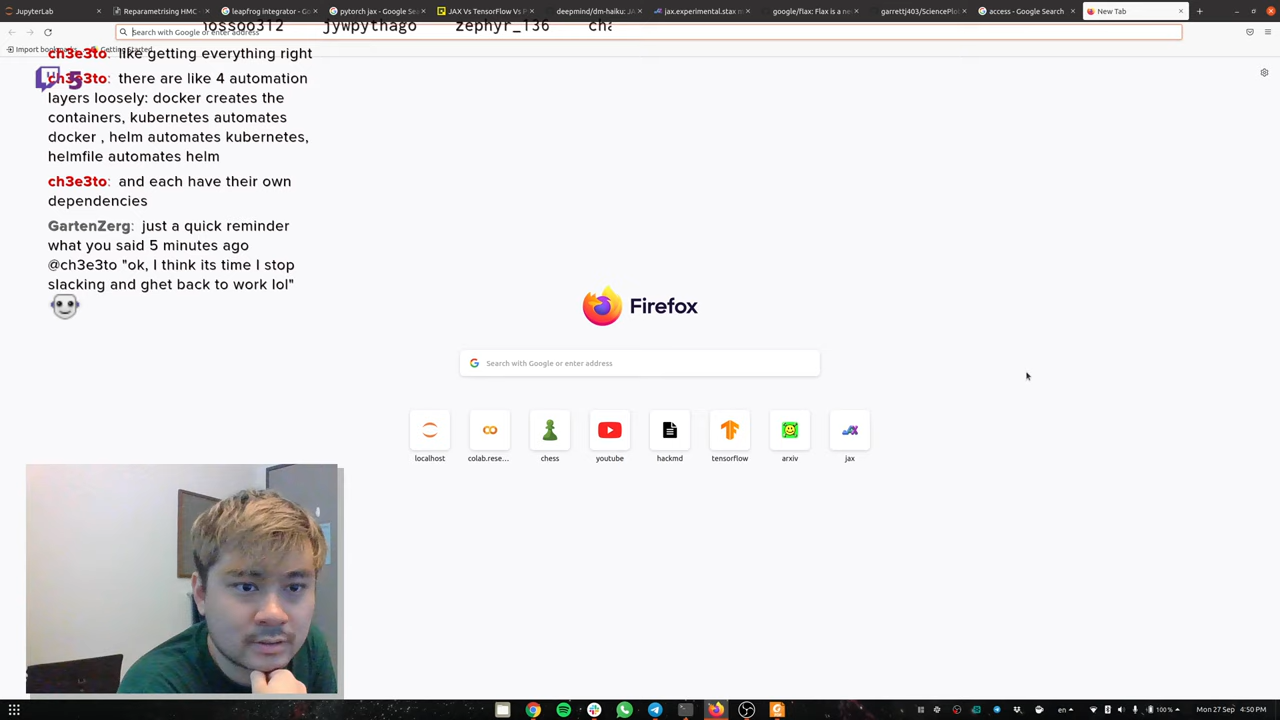 JupyterLab
Reparametrising HMC
leapfrog integrator - Go
pytorch jax - Google Sea
JAX Vs TensorFlow Vs P
deepmind/dm-haiku: JA
jax.experimental.stax m
google/flax: Flax is a ne
garrettj403/SciencePlot
access - Google Search
New Tab
Search with Google or enter address
jywpythago zephyr_136
Import bookmarks
Getting Started
ch3e3to: like getting everything right
5
ch3e3to: there are like 4 automation
layers loosely: docker creates the
containers, kubernetes automates
docker , helm automates kubernetes,
helmfile automates helm
ch3e3to: and each have their own
dependencies
GartenZerg: just a quick reminder
what you said 5 minutes ago
@ch3e3to "ok, I think its time I stop
slacking and ghet back to work lol"
Firefox
Search with Google or enter address
localhost
colab.rese...
chess
youtube
hackmd
tensorflow
arxiv
jax
en
100 %
Mon 27 Sep 4:50 PM